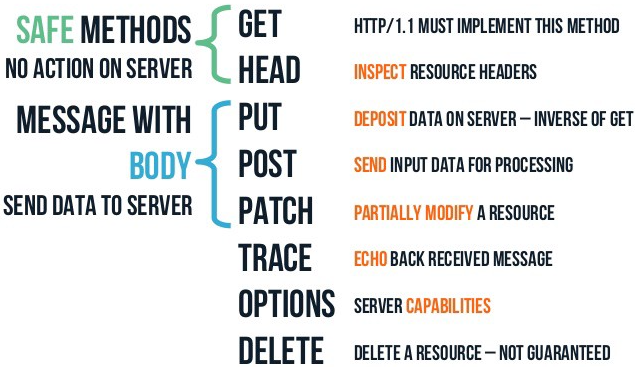 SAFE METHODS
NO ACTION ON SERVER
MESSAGE WITH
BODY
SEND DATA TO SERVER
GET HTTP/1.1 MUST IMPLEMENT THIS METHOD
HEAD INSPECT RESOURCE HEADERS
PUT DEPOSIT DATA ON SERVER – INVERSE OF GET
POST SEND INPUT DATA FOR PROCESSING
PATCH PARTIALLY MODIFY A RESOURCE
TRACE ECHO BACK RECEIVED MESSAGE
OPTIONS SERVER CAPABILITIES
DELETE DELETE A RESOURCE – NOT GUARANTEED